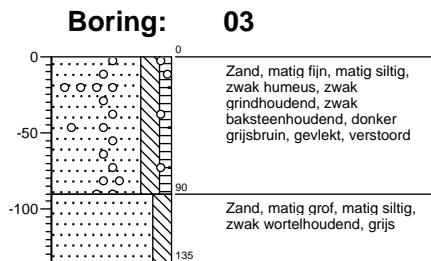 Boring: 03
0
0
Zand, matig fijn, matig siltig,
zwak humeus, zwak
grindhoudend, zwak
baksteenhoudend, donker
grijsbruin, gevlekt, verstoord
-50
90
-100
Zand, matig grof, matig siltig,
zwak wortelhoudend, grijs
135